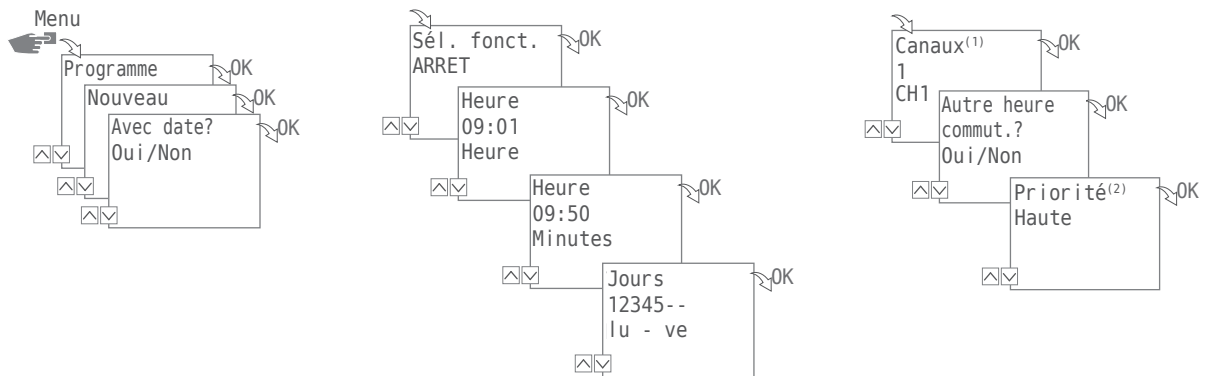 Menu
Programme
OK
Nouveau
OK
Avec date?
Oui/Non
OK
Sél. fonct.
ARRET
OK
Heure
09:01
Heure
OK
Heure
09:50
Minutes
OK
Jours
12345--
lu - ve
OK
Canaux(1)
1
CH1
OK
Autre heure
commut.?
Oui/Non
OK
Priorité(2)
Haute
OK